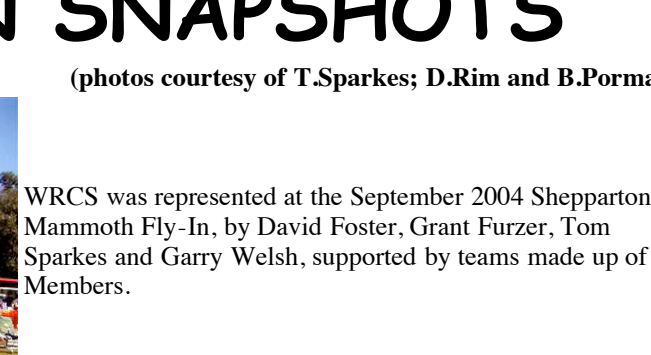 SNAPSHOTS
(photos courtesy of T.Sparkes; D.Rim and B.Porma
WRCS was represented at the September 2004 Shepparton
Mammoth Fly-In, by David Foster, Grant Furzer, Tom
Sparkes and Garry Welsh, supported by teams made up of
Members.